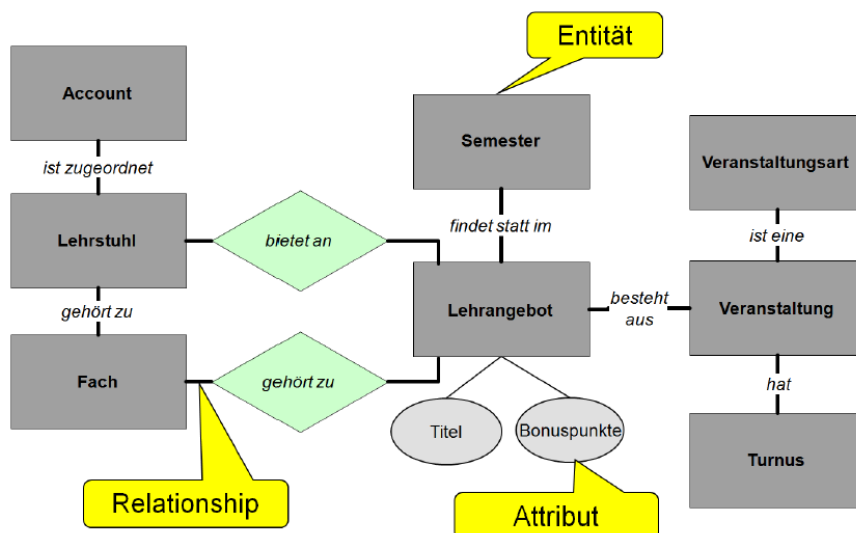 Entität
Account
Semester
Veranstaltungsart
ist zugeordnet
Lehrstuhl
bietet an
findet statt im
ist eine
gehört zu
Lehrangebot
besteht
aus
Veranstaltung
Fach
gehört zu
hat
Titel
Bonuspunkte
Turnus
Relationship
Attribut